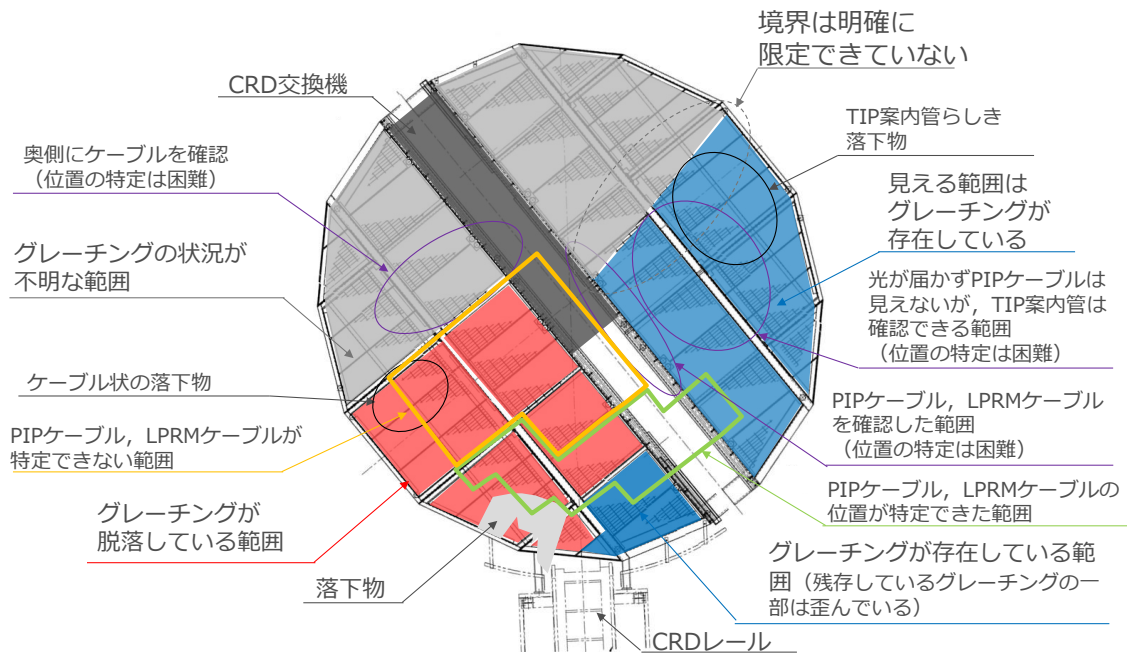 境界は明確に
限定できていない
CRD交換機
TIP案内管らしき
落下物
奥側にケーブルを確認
（位置の特定は困難）
見える範囲は
グレーチングが
存在している
グレーチングの状況が
不明な範囲
光が届かずPIPケーブルは
見えないが，TIP案内管は
確認できる範囲
（位置の特定は困難）
ケーブル状の落下物
PIPケーブル，LPRMケーブル
を確認した範囲
（位置の特定は困難）
PIPケーブル，LPRMケーブルが
特定できない範囲
PIPケーブル，LPRMケーブルの
位置が特定できた範囲
グレーチングが
脱落している範囲
グレーチングが存在している範
囲（残存しているグレーチングの一
部は歪んでいる）
落下物
CRDレール